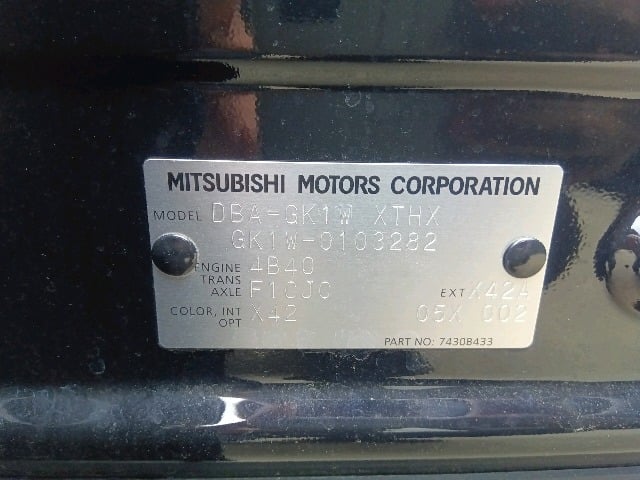 MITSUBISHI MOTORS CORPORATION
MODEL DBA-GK1W XTHX
GK1W-0103282
ENGINE 4B40
TRANS
AXLE F1CJC EXT X42A
COLOR, INT X42 05X 002
OPT
PART NO: 7430B433